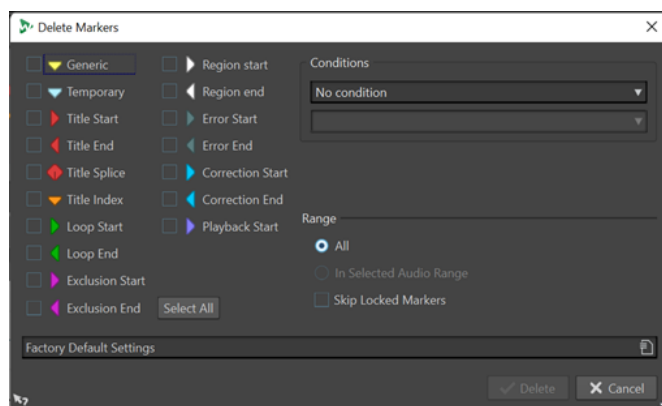 Delete Markers
Generic
Temporary
Title Start
Title End
Title Splice
Title Index
Loop Start
Loop End
Exclusion Start
Exclusion End
Region start
Region end
Error Start
Error End
Correction Start
Correction End
Playback Start
Select All
Conditions
No condition
Range
All
In Selected Audio Range
Skip Locked Markers
Factory Default Settings
Delete
Cancel
?